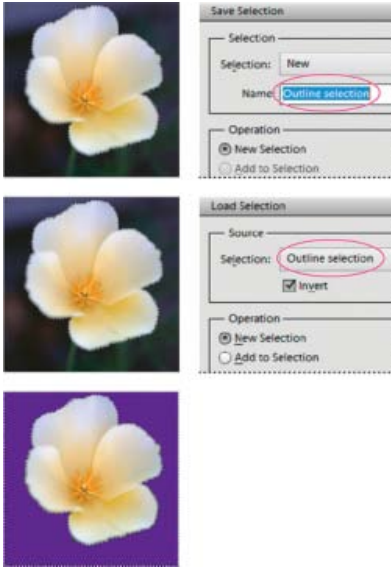 Save Selection
Selection
Selection: New
Name Outline selection
Operation
New Selection
Add to Selection
Load Selection
Source
Selection: Outline selection
Invert
Operation
New Selection
Add to Selection